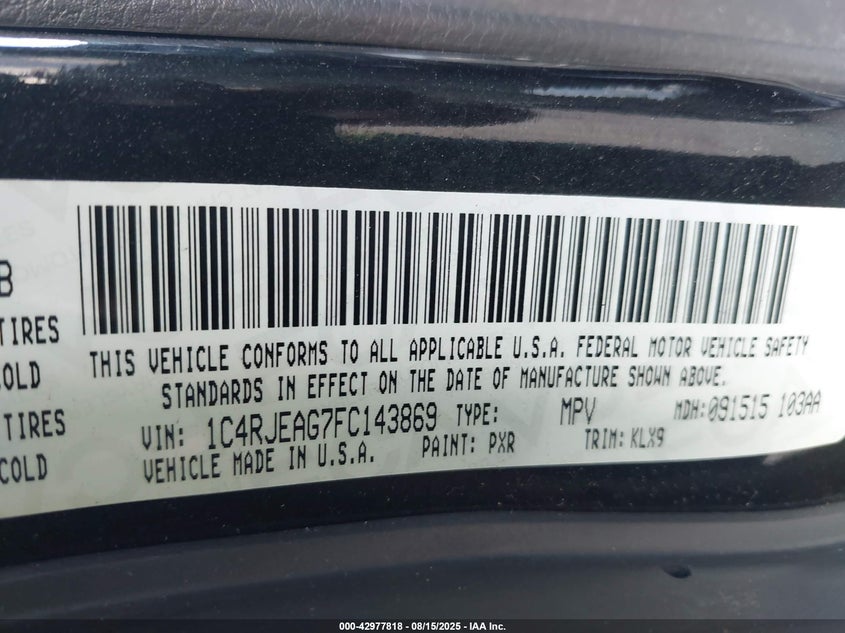 B
TIRES
COLD
TIRES
COLD
THIS VEHICLE CONFORMS TO ALL APPLICABLE U.S.A. FEDERAL MOTOR VEHICLE SAFETY
STANDARDS IN EFFECT ON THE DATE OF MANUFACTURE SHOWN ABOVE.
VIN: 1C4RJEAG7FC143869 TYPE: MPV MDH: 091515 103AA
VEHICLE MADE IN U.S.A. PAINT: PXR TRIM: KLX9
000-42977818 - 08/15/2025 - IAA Inc.